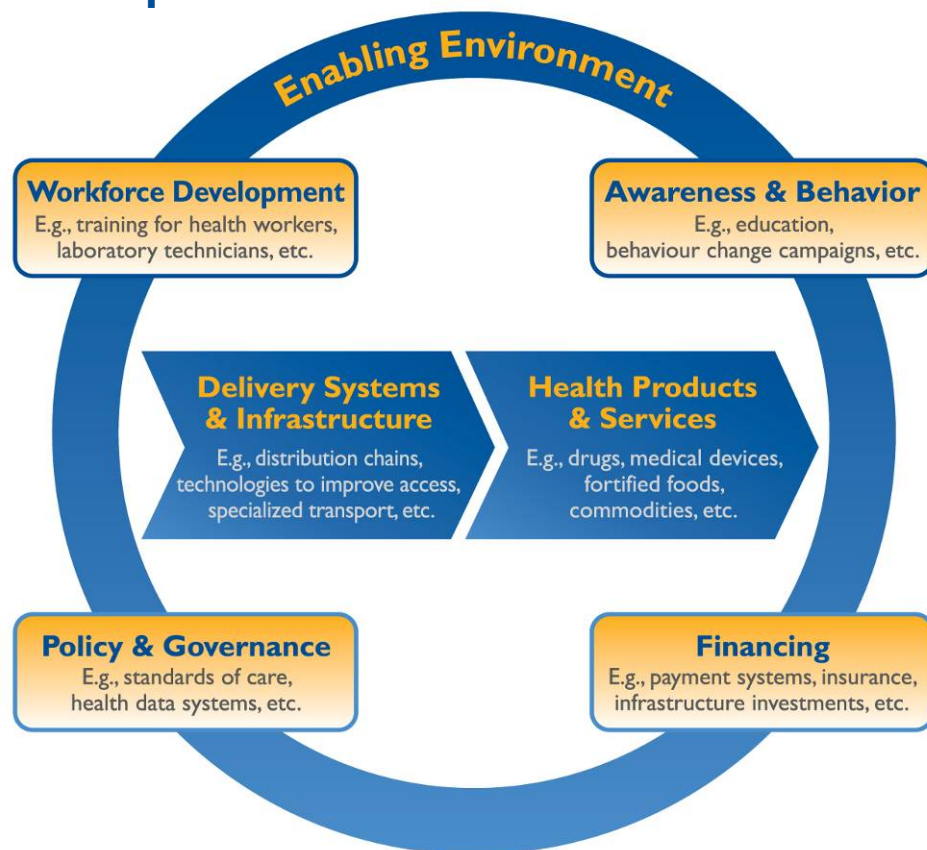 Enabling Environment
Workforce Development
E.g., training for health workers,
laboratory technicians, etc.
Awareness & Behavior
E.g., education,
behaviour change campaigns, etc.
Delivery Systems
& Infrastructure
E.g., distribution chains,
technologies to improve access,
specialized transport, etc.
Health Products
& Services
E.g., drugs, medical devices,
fortified foods,
commodities, etc.
Policy & Governance
E.g., standards of care,
health data systems, etc.
Financing
E.g., payment systems, insurance,
infrastructure investments, etc.